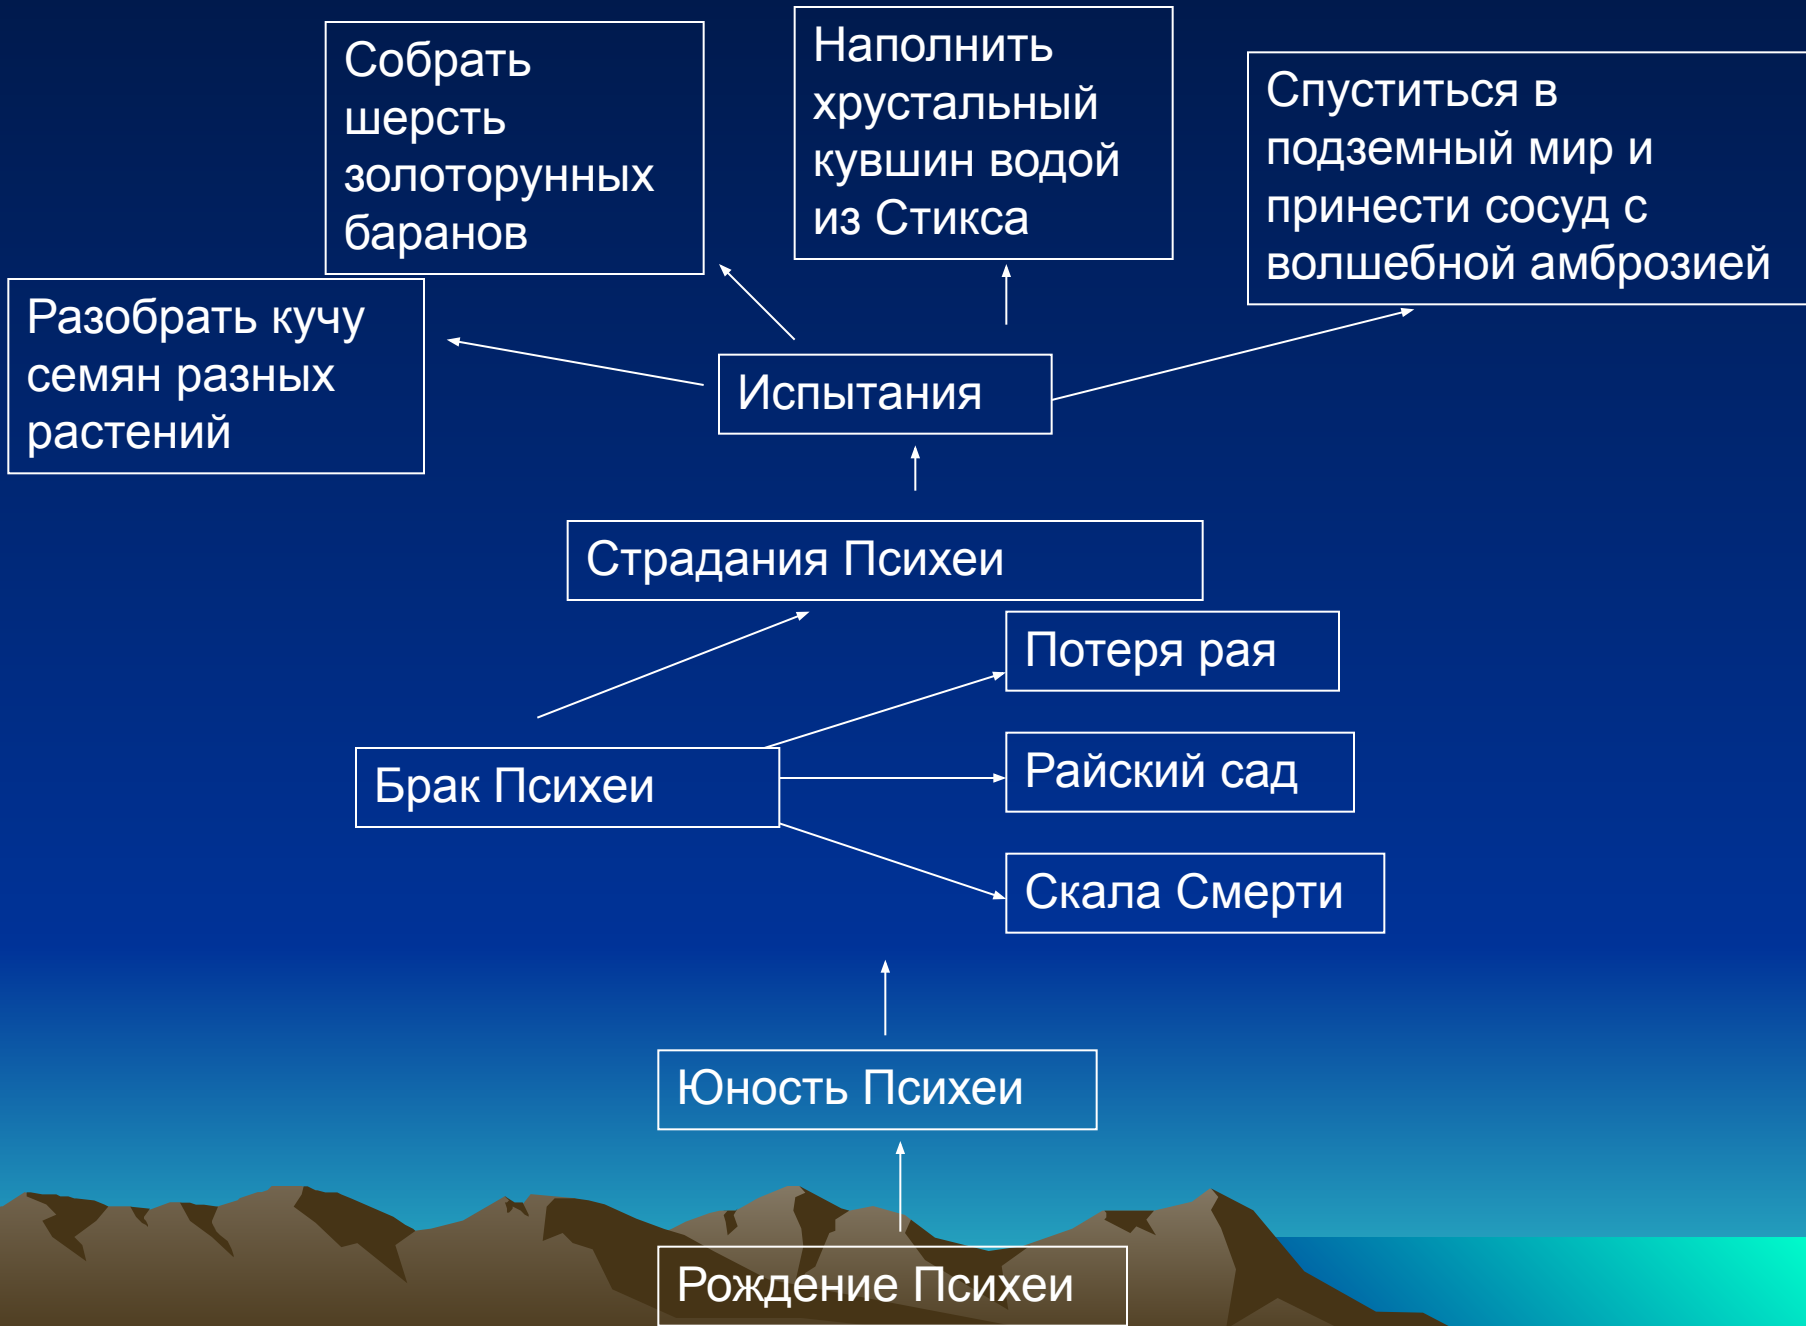 Собрать
шерсть
золоторунных
баранов
Наполнить
хрустальный
кувшин водой
из Стикса
Спуститься в
подземный мир и
принести сосуд с
волшебной амброзией
Разобрать кучу
семян разных
растений
Испытания
Страдания Психеи
Потеря рая
Брак Психеи
Райский сад
Скала Смерти
Юность Психеи
Рождение Психеи